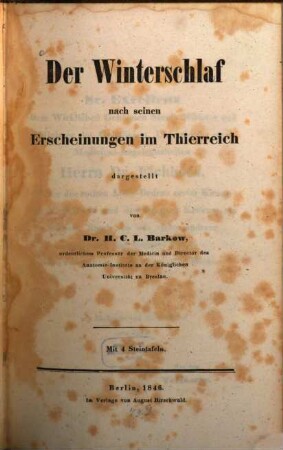 Der Winterschlaf
nach seinen
Erscheinungen im Thierreich
dargestellt
von
Dr. H. C. L. Barkow,
ordentlichem Professor der Medicin und Director des
Anatomie-Instituts an der Königlichen
Universität zu Breslau.
Mit 4 Steintafeln.
Berlin, 1846.
Im Verlage von August Hirschwald.